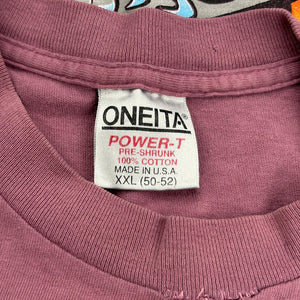 ONEITA®
POWER-T
PRE-SHRUNK
100% COTTON
MADE IN U.S.A.
XXL (50-52)